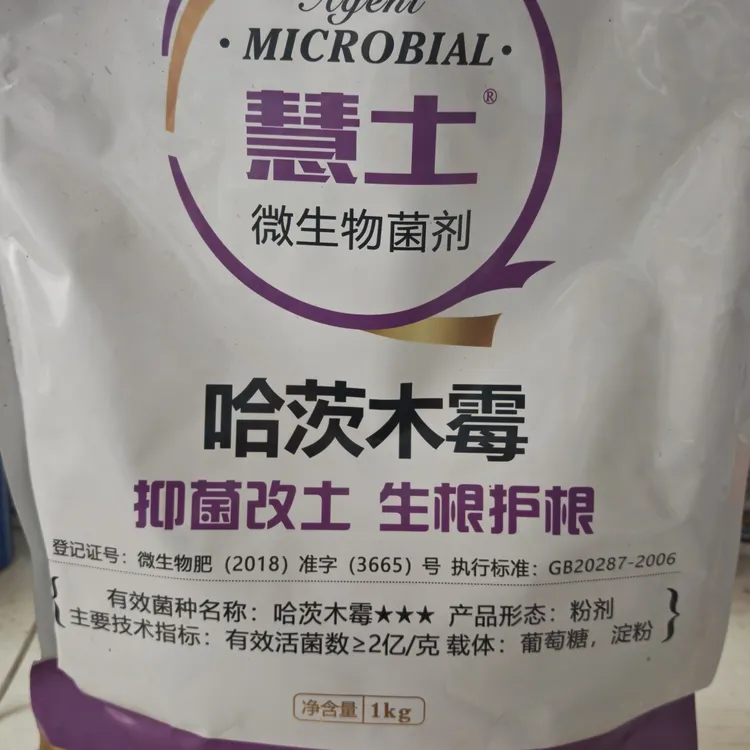 Agent
·MICROBIAL·
慧士®
微生物菌剂
哈茨木霉
抑菌改土 生根护根
登记证号：微生物肥（2018）准字（3665）号 执行标准：GB20287-2006
有效菌种名称：哈茨木霉★★★ 产品形态：粉剂
主要技术指标：有效活菌数≥2亿/克 载体：葡萄糖，淀粉
净含量 1kg